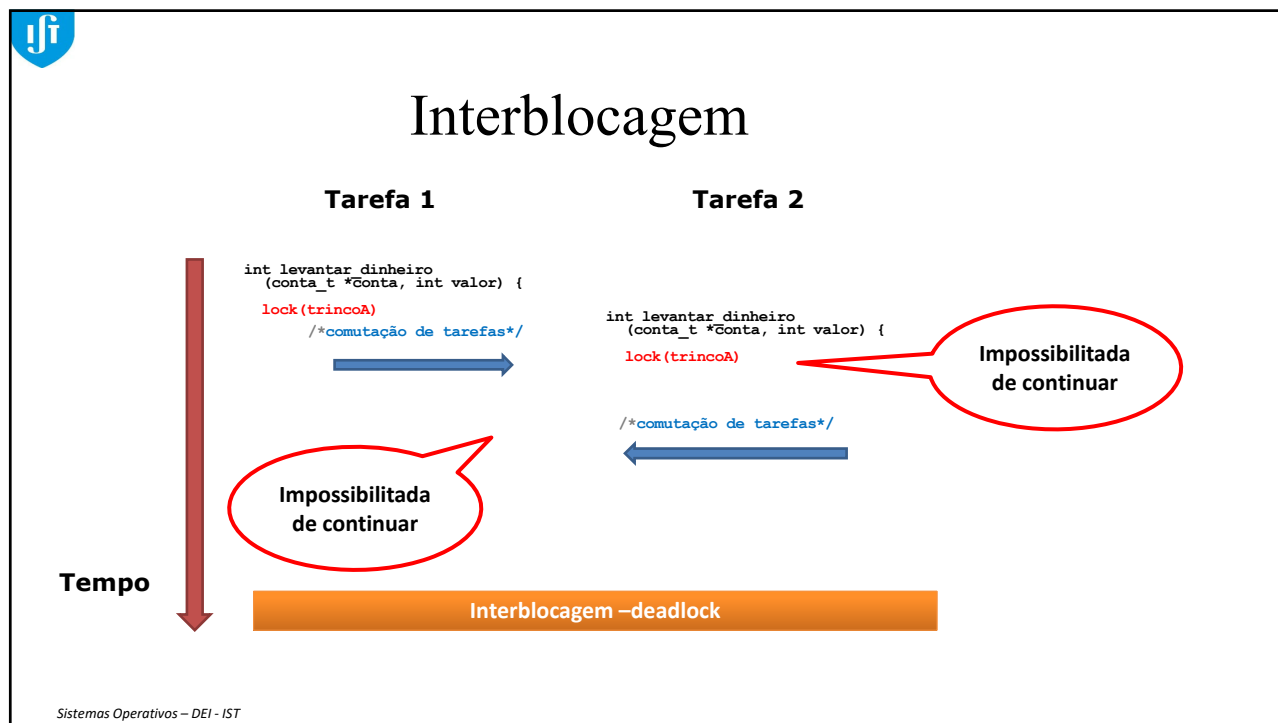 IST
Interblocagem
Tarefa 1
Tarefa 2
int levantar_dinheiro
(conta_t *conta, int valor) {
lock(trincoA)
/*comutação de tarefas*/
int levantar_dinheiro
(conta_t *conta, int valor) {
lock(trincoA)
Impossibilitada
de continuar
/*comutação de tarefas*/
Impossibilitada
de continuar
Tempo
Interblocagem –deadlock
Sistemas Operativos – DEI - IST